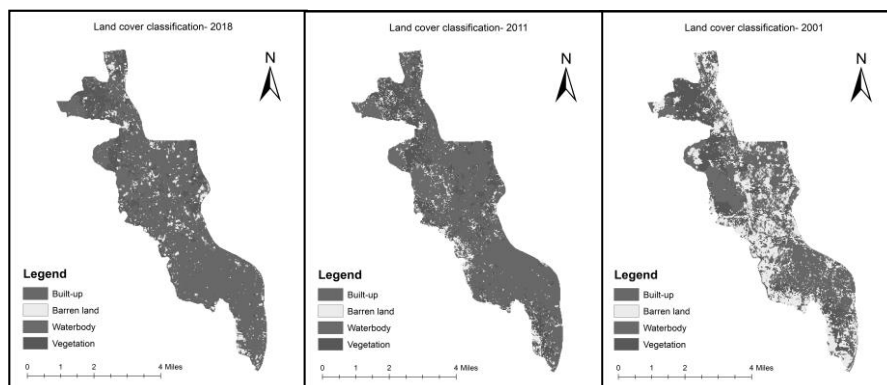 Land cover classification- 2018
N
Legend
Built-up
Barren land
Waterbody
Vegetation
0 1 2 4 Miles
Land cover classification- 2011
N
Legend
Built-up
Barren land
Waterbody
Vegetation
0 1 2 4 Miles
Land cover classification- 2001
N
Legend
Built-up
Barren land
Waterbody
Vegetation
0 1 2 4 Miles